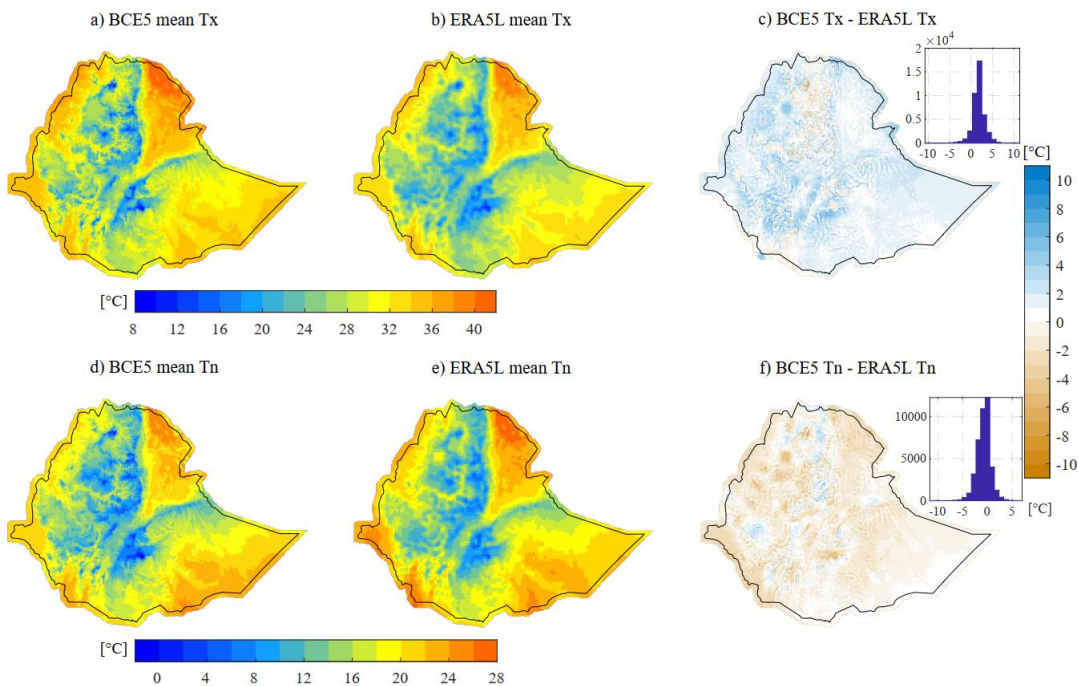 a) BCE5 mean Tx
b) ERA5L mean Tx
c) BCE5 Tx - ERA5L Tx
×10⁴
2
1.5
1
0.5
0
-10 -5 0 5 10
[°C]
10
8
6
4
2
0
-2
-4
-6
-8
-10
[°C]
8 12 16 20 24 28 32 36 40
d) BCE5 mean Tn
e) ERA5L mean Tn
f) BCE5 Tn - ERA5L Tn
10000
5000
0
-10 -5 0 5
[°C]
[°C]
0 4 8 12 16 20 24 28